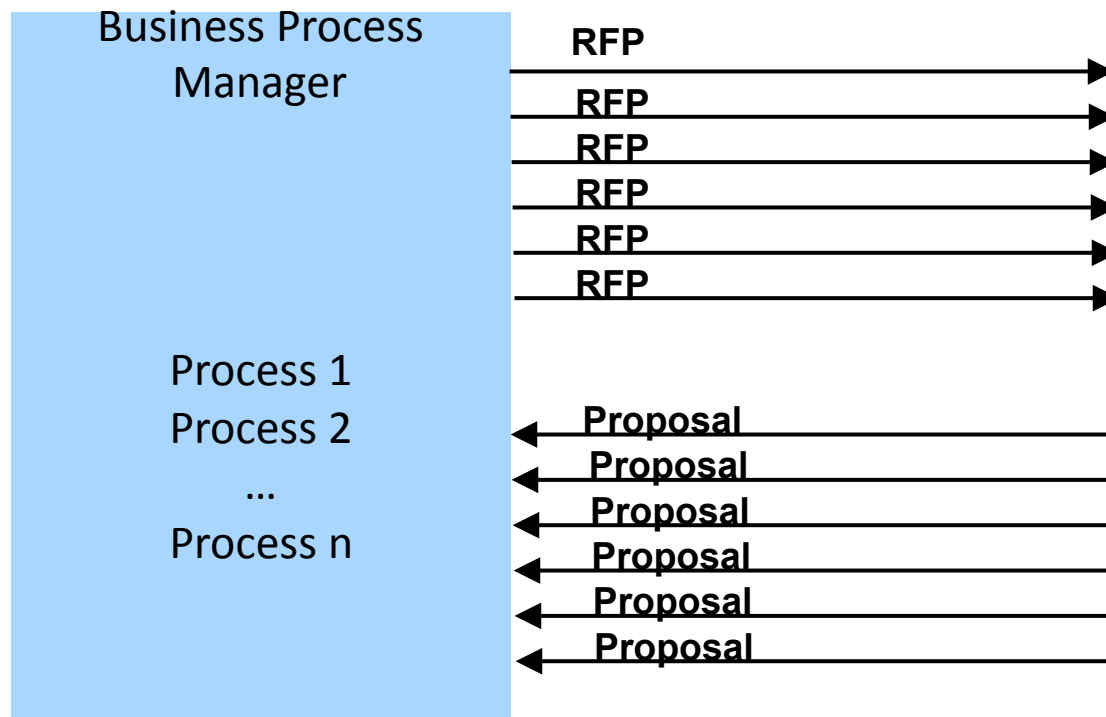 Business Process
Manager
RFP
RFP
RFP
RFP
RFP
RFP
Process 1
Process 2
...
Process n
Proposal
Proposal
Proposal
Proposal
Proposal
Proposal